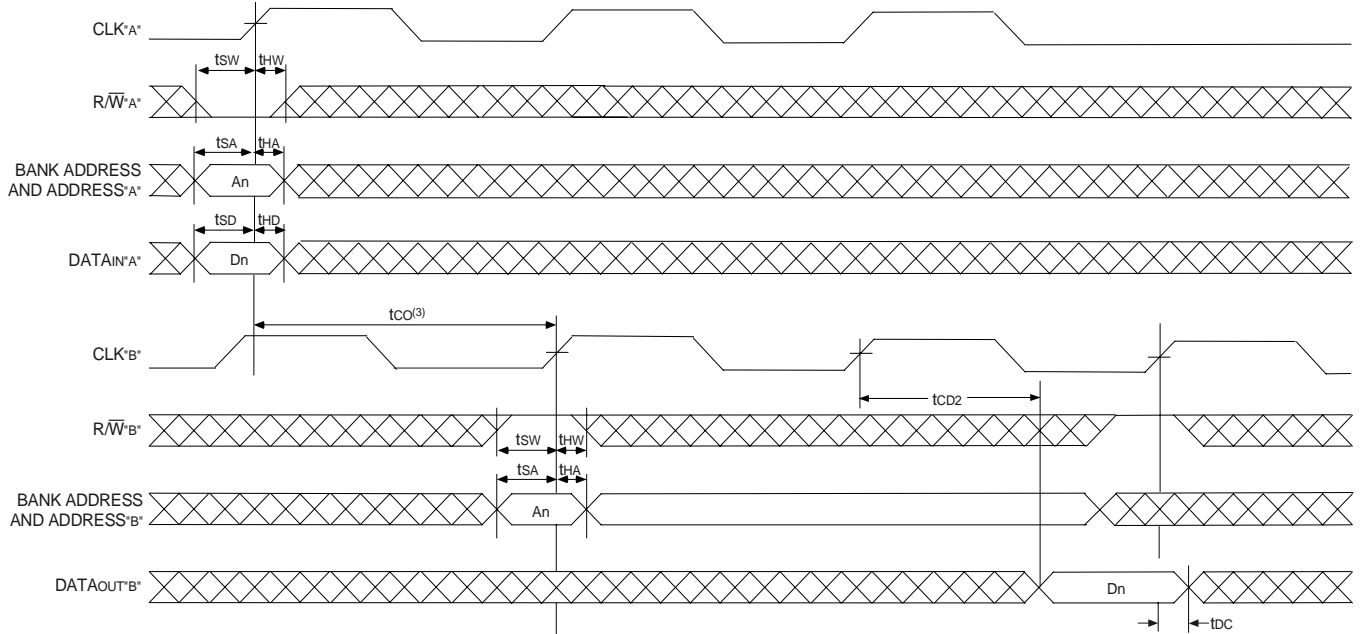 CLK"A"
tSW tHW
R/W̅"A"
tSA tHA
BANK ADDRESS
AND ADDRESS"A"
An
tSD tHD
DATAIN"A"
Dn
tCO(3)
CLK"B"
tCD2
R/W̅"B"
tSW tHW
tSA tHA
BANK ADDRESS
AND ADDRESS"B"
An
DATAOUT"B"
Dn
tDC